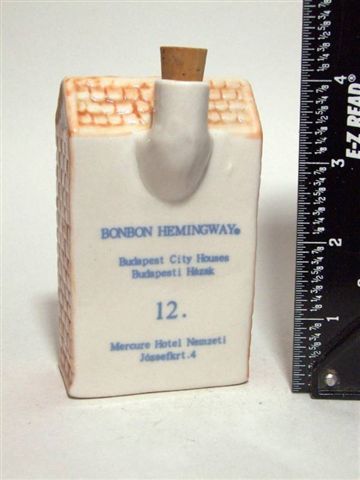 BONBON HEMINGWAY®
Budapest City Houses
Budapesti Házak
12.
Mercure Hotel Nemzeti
Józsefkrt.4
4
3
2
1
E-Z READ®